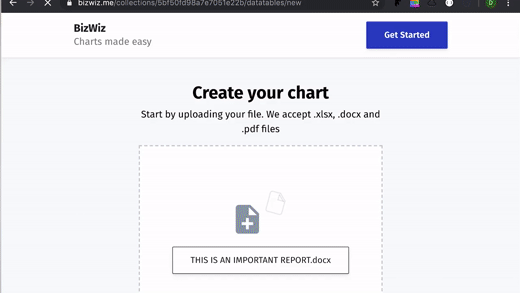 bizwiz.me/collections/5bf50fd98a7e7051e22b/datatables/new
BizWiz
Charts made easy
Get Started
Create your chart
Start by uploading your file. We accept .xlsx, .docx and
.pdf files
THIS IS AN IMPORTANT REPORT.docx